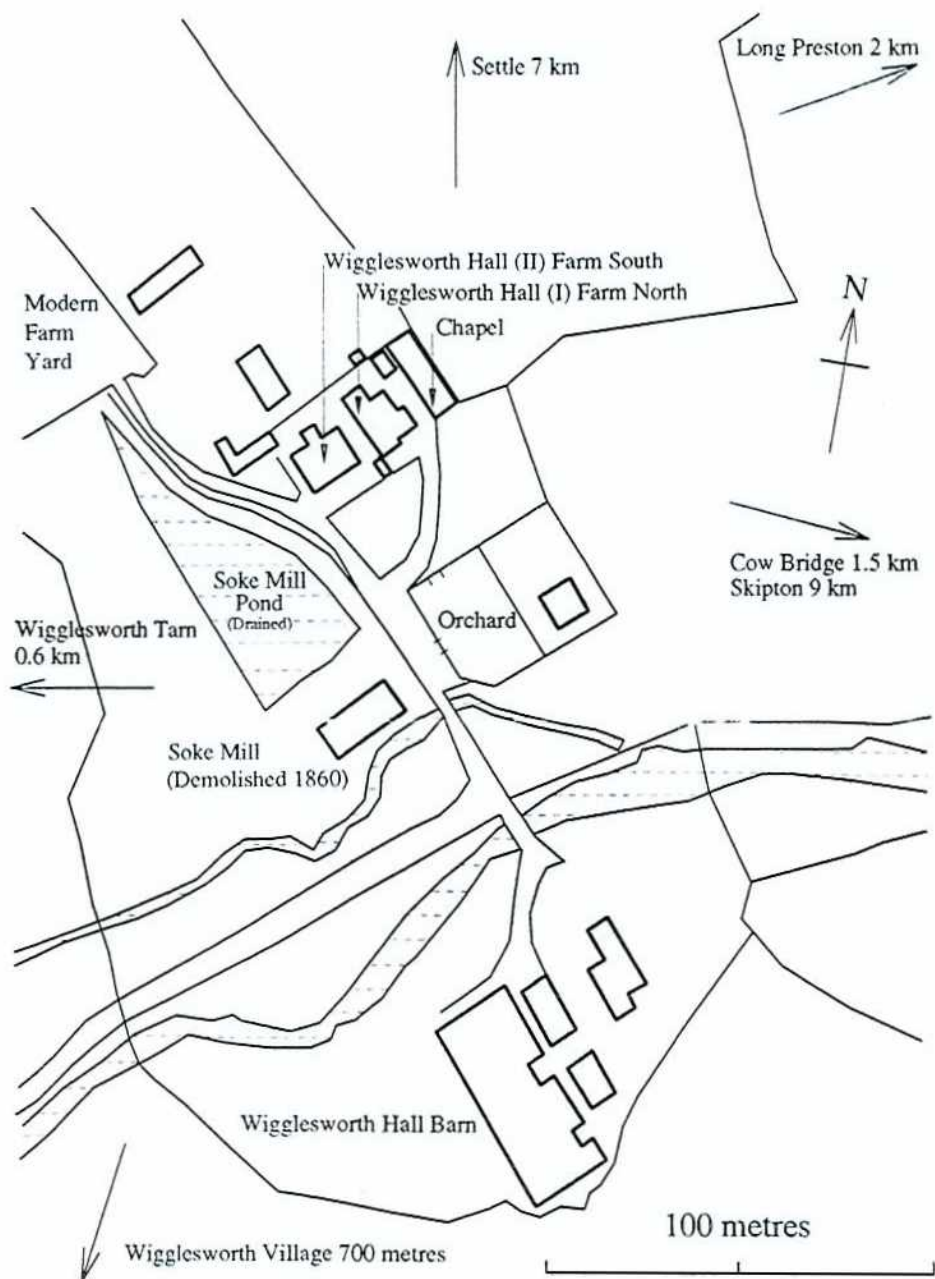 Settle 7 km
Long Preston 2 km
Wigglesworth Hall (II) Farm South
Wigglesworth Hall (I) Farm North
Chapel
Modern
Farm
Yard
N
Cow Bridge 1.5 km
Skipton 9 km
Soke Mill
Pond
(Drained)
Orchard
Wigglesworth Tarn
0.6 km
Soke Mill
(Demolished 1860)
Wigglesworth Hall Barn
100 metres
Wigglesworth Village 700 metres